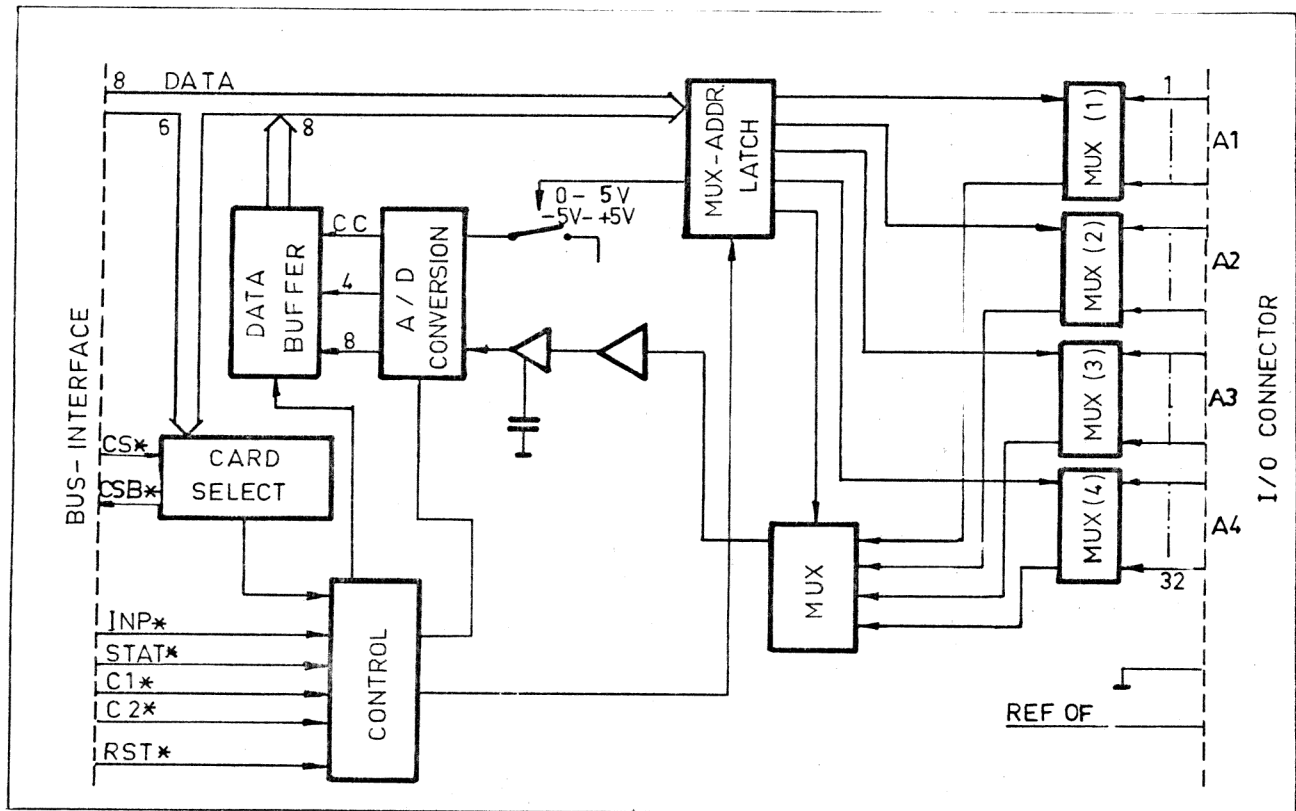 8 DATA
6
8
MUX-ADDR.
LATCH
1
MUX (1)
A1
0- 5V
-5V-+5V
DATA
BUFFER
CC
4
8
A/D
CONVERSION
MUX (2)
A2
MUX (3)
A3
MUX (4)
A4
32
I/O CONNECTOR
BUS-INTERFACE
CS*
CSB*
CARD
SELECT
MUX
INP*
STAT*
C1*
C2*
RST*
CONTROL
REF OF